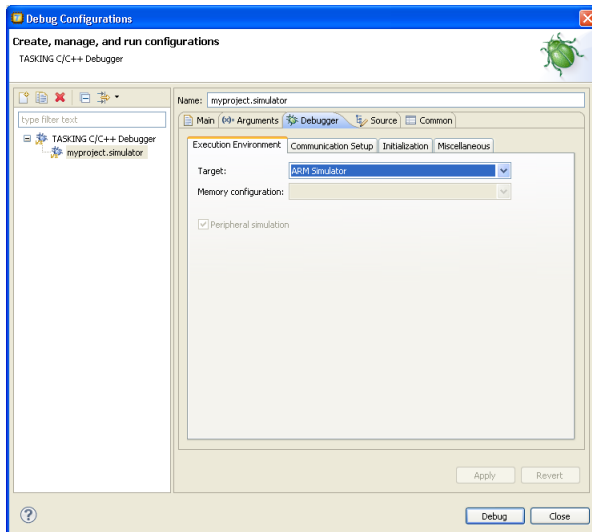 Debug Configurations
Create, manage, and run configurations
TASKING C/C++ Debugger
type filter text
TASKING C/C++ Debugger
myproject.simulator
Name: myproject.simulator
Main (x)= Arguments Debugger Source Common
Execution Environment Communication Setup Initialization Miscellaneous
Target: ARM Simulator
Memory configuration:
Peripheral simulation
Apply Revert
? Debug Close